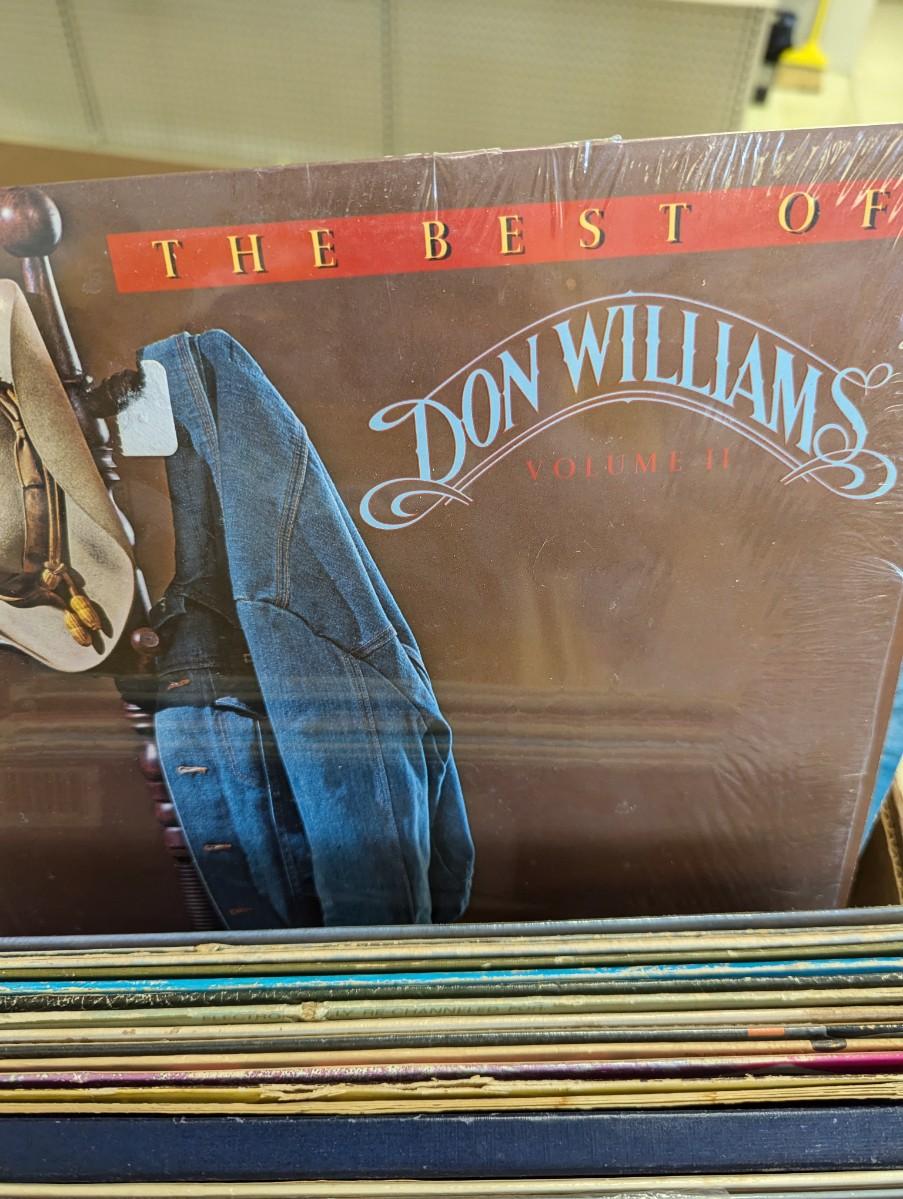 THE BEST OF
DON WILLIAMS
VOLUME II